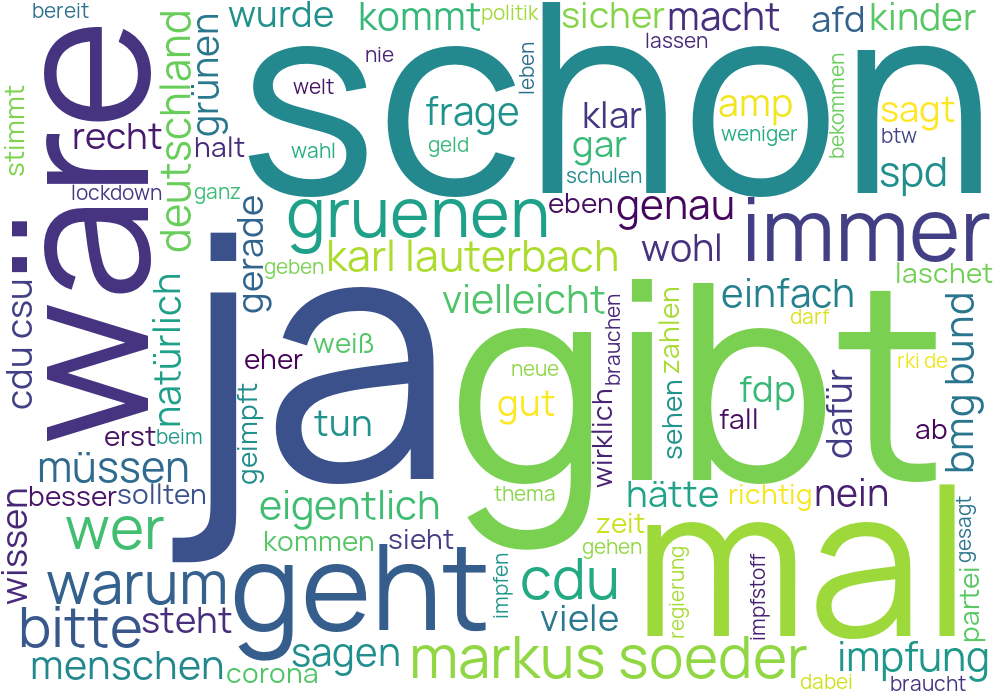 bereit
wurde
kommt
politik
sicher
macht
afd
kinder
nie
lassen
leben
welt
schon
wäre
deutschland
grünen
stimmt
recht
halt
frage
klar
amp
sagt
weniger
btw
bekommen
wahl
geld
gar
schulen
spd
lockdown
ganz
gruenen
eben
genau
immer
gerade
karl lauterbach
wohl
geben
laschet
cdu csu
natürlich
ja
gibt
vielleicht
einfach
zahlen
brauchen
darf
bmg bund
weiß
eher
neue
rki de
fdp
gut
tun
fall
dafür
sehen
wirklich
ab
erst
beim
geimpft
müssen
besser
sollten
thema
hätte
richtig
nein
wissen
wer
eigentlich
zeit
mal
kommen
sieht
gehen
gesagt
warum
geht
impfen
cdu
regierung
impfstoff
partei
bitte
steht
viele
menschen
corona
sagen
markus soeder
impfung
dabei
braucht